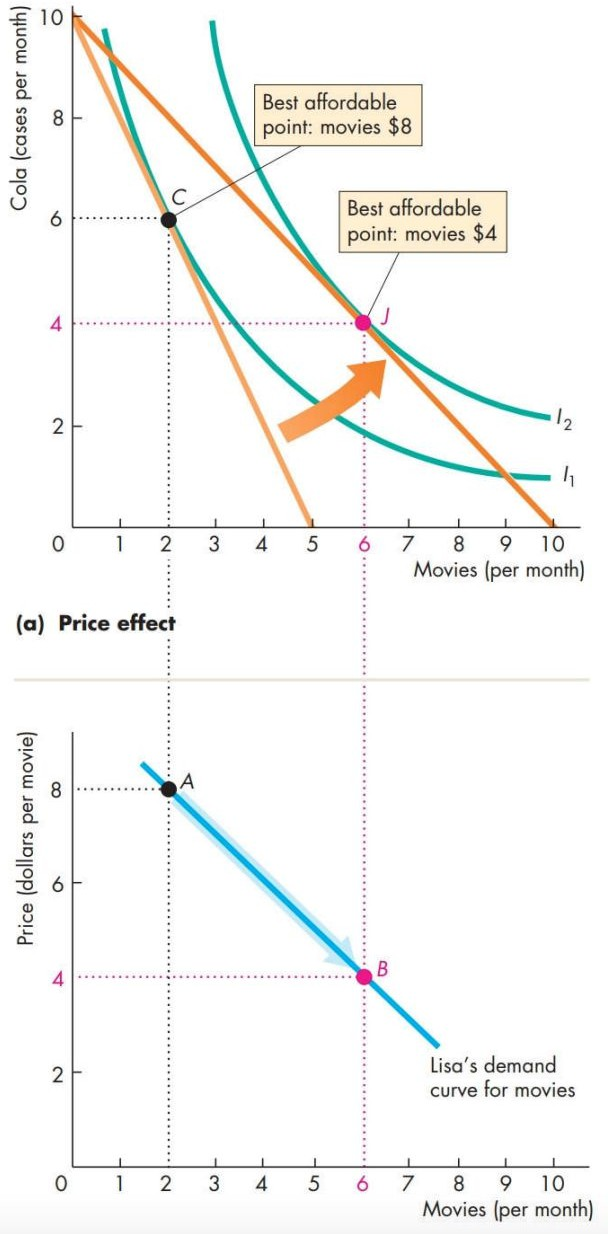 Cola (cases per month)
10
8
6
4
2
0
Best affordable
point: movies $8
C
Best affordable
point: movies $4
J
I2
I1
1 2 3 4 5 6 7 8 9 10
Movies (per month)
(a) Price effect
Price (dollars per movie)
8
6
4
2
0
A
B
Lisa's demand
curve for movies
1 2 3 4 5 6 7 8 9 10
Movies (per month)